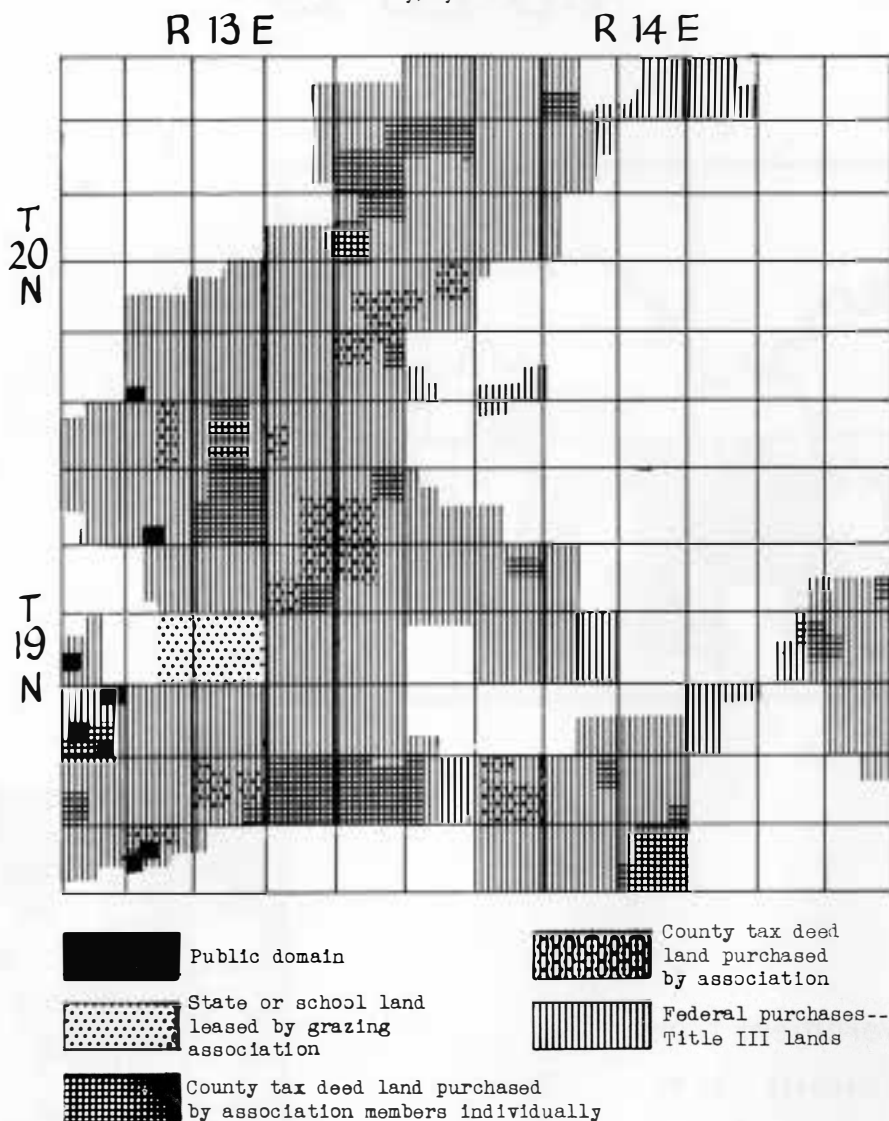 R 13 E
R 14 E
T
20
N
T
19
N
Public domain
State or school land
leased by grazing
association
County tax deed land purchased
by association members individually
County tax deed
land purchased
by association
Federal purchases--
Title III lands